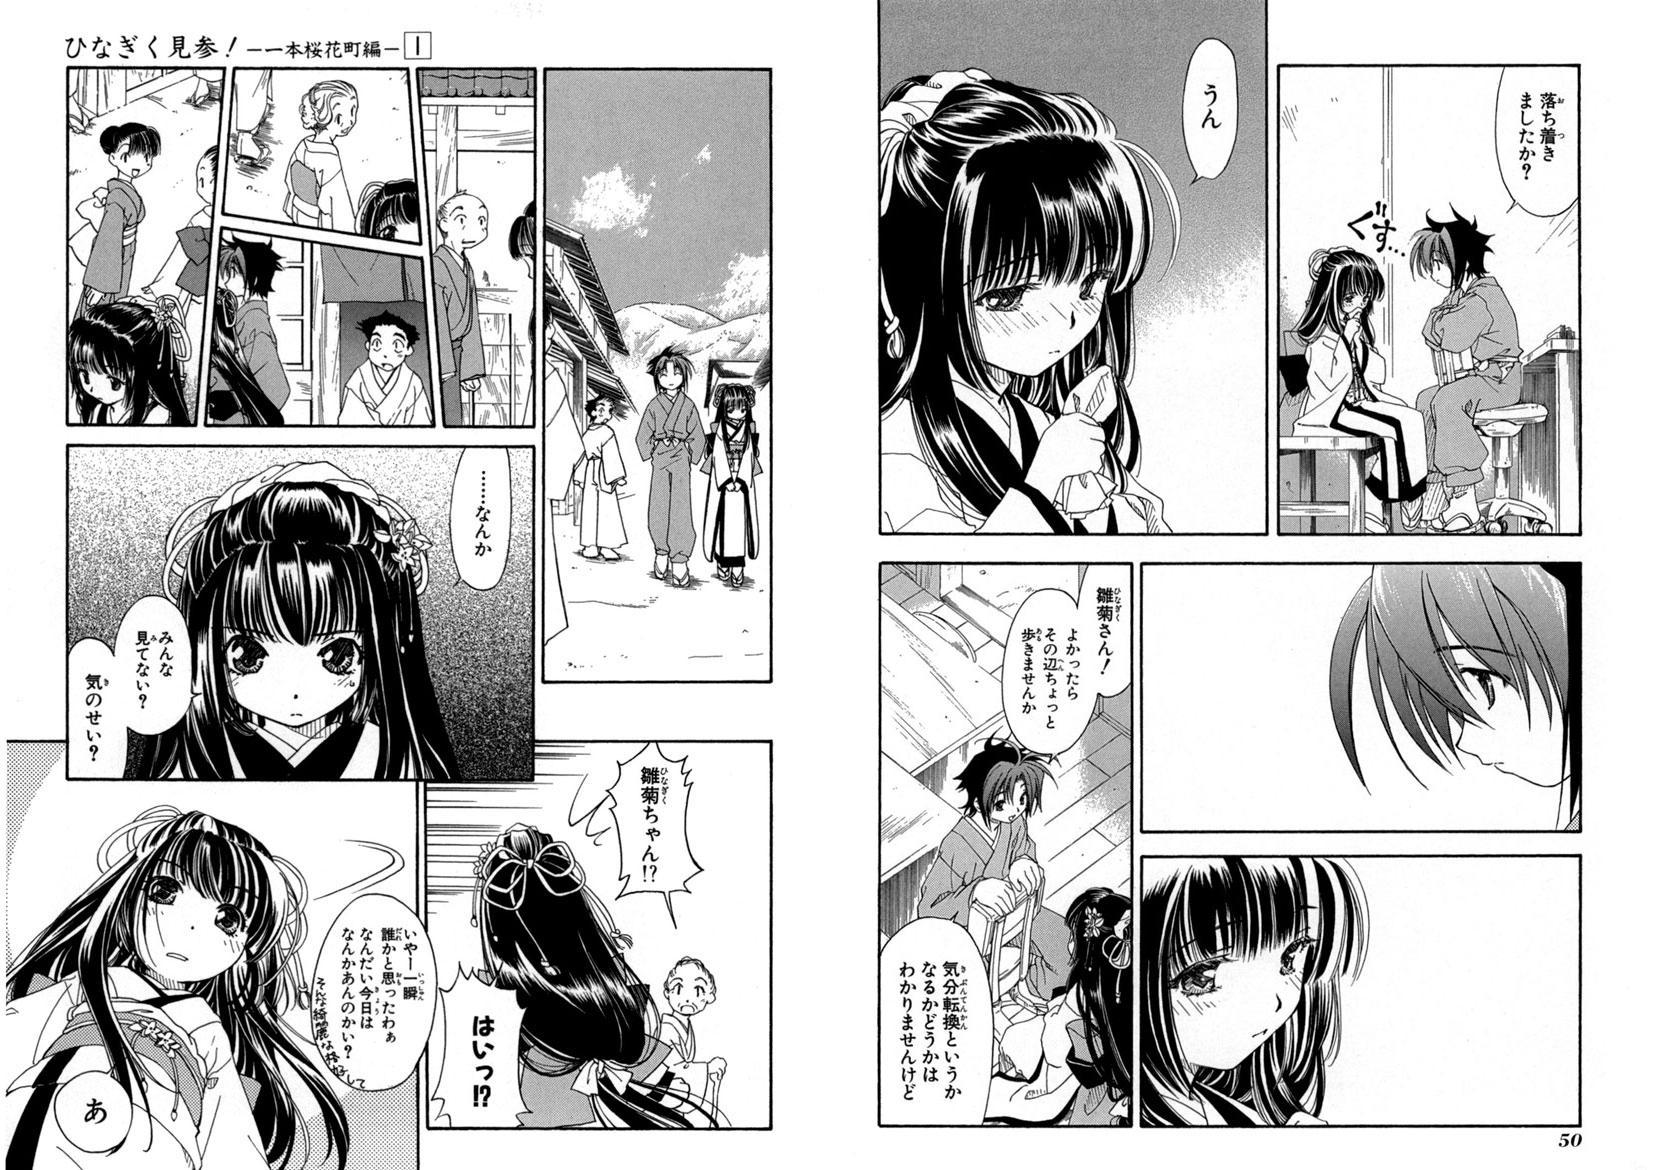 落ち着き
ましたか?
ぐす…
うん
雛菊さん!
よかったら
その辺ちょっと
歩きませんか
気分転換というか
なるかどうかは
わかりませんけど
50
ひなぎく見参! －一本桜花町編－ 1
………なんか
みんな
見てない?
気のせい?
雛菊ちゃん!?
はいっ!?
いやー一瞬
誰かと思ったわぁ
なんだい今日は
なんかあんのかい?
そんな綺麗な格好して
あ